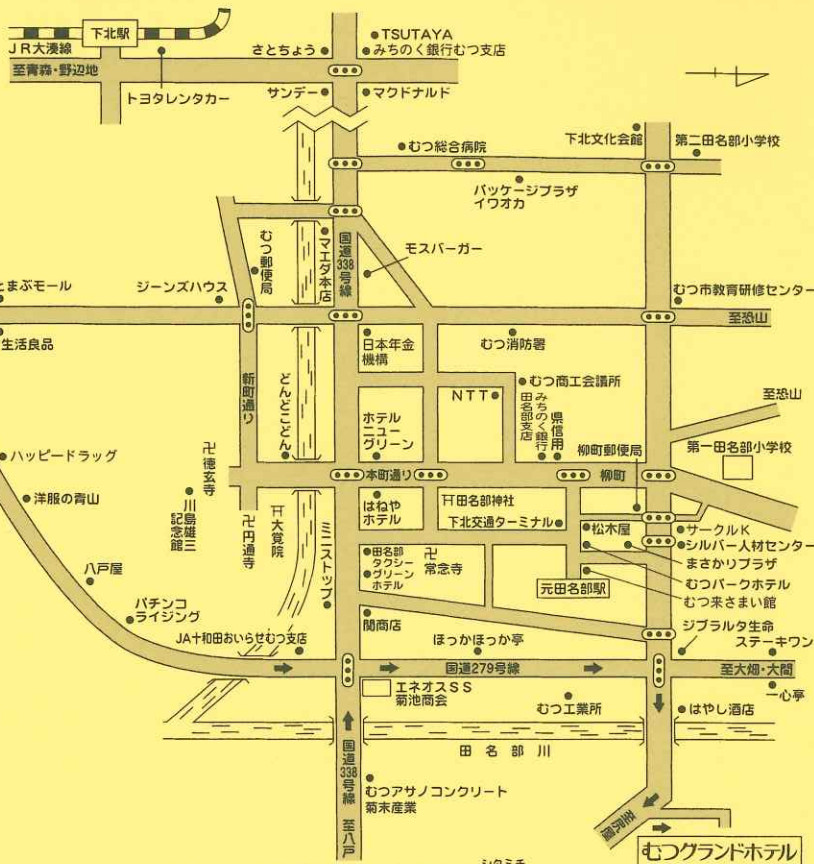 下北駅
JR大湊線
至青森・野辺地
トヨタレンタカー
さとちょう
サンデー
TSUTAYA
みちのく銀行むつ支店
マクドナルド
むつ総合病院
下北文化会館
第二田名部小学校
パッケージプラザ
イワオカ
むつ郵便局
マエダ本店
国道338号線
モスバーガー
とまぶモール
ジーンズハウス
むつ市教育研修センター
至恐山
生活良品
日本年金
機構
むつ消防署
新町通り
どんどこどん
NTT
むつ商工会議所
みちのく銀行
田名部支店
県信用
至恐山
ホテル
ニュー
グリーン
柳町郵便局
第一田名部小学校
ハッピードラッグ
卍徳玄寺
本町通り
柳町
洋服の青山
川島雄三
記念館
卍円通寺
大覚院
ミニストップ
はねや
ホテル
田名部神社
下北交通ターミナル
松木屋
サークルK
シルバー人材センター
まさかりプラザ
むつパークホテル
むつ来さまい館
田名部
タクシー
グリーン
ホテル
卍
常念寺
元田名部駅
八戸屋
パチンコ
ライジング
関商店
ほっかほっか亭
ジブラルタ生命
ステーキワン
JA十和田おいらせむつ支店
国道279号線
至大畑・大間
一心亭
エネオスSS
菊池商会
むつ工業所
はやし酒店
田名部川
国道338号線 至八戸
むつアサノコンクリート
菊末産業
至尻屋
むつグランドホテル